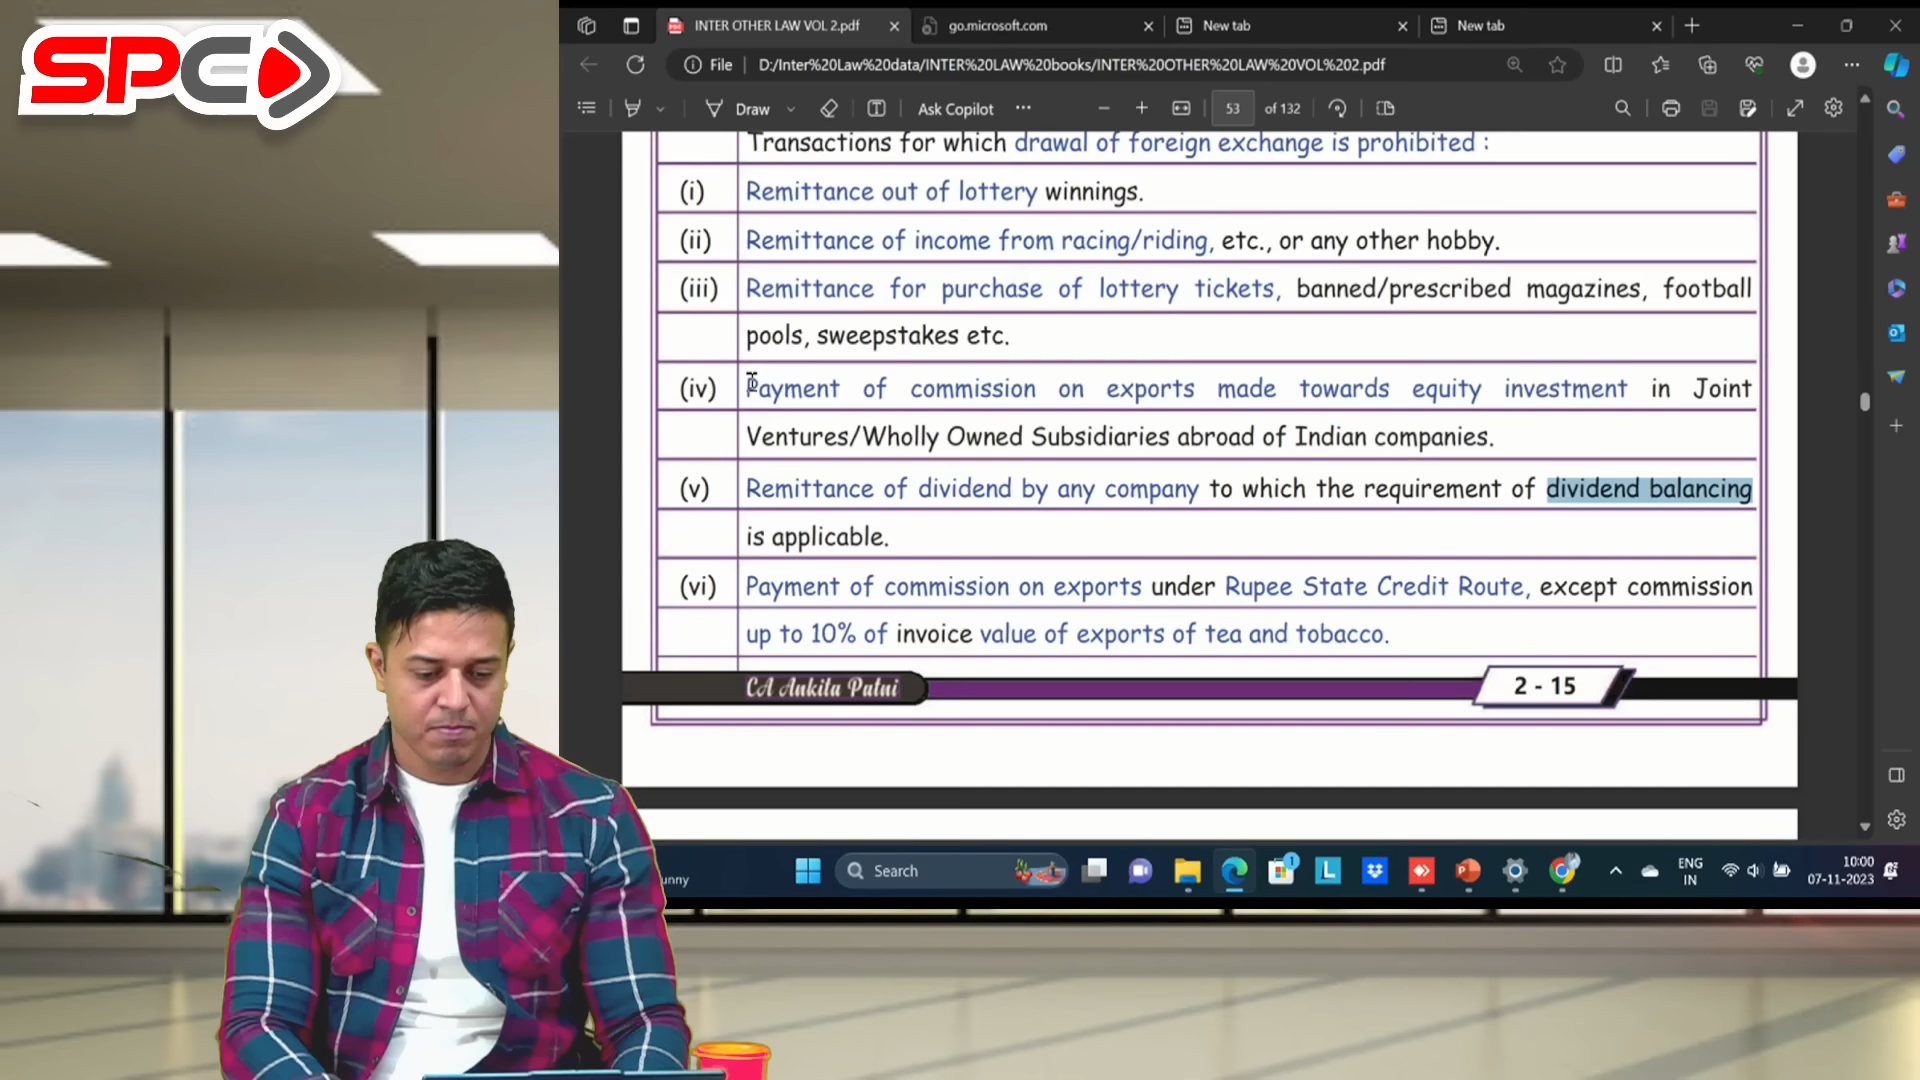 SPC
INTER OTHER LAW VOL 2.pdf
go.microsoft.com
New tab
New tab
File
D:/Inter%20Law%20data/INTER%20LAW%20books/INTER%20OTHER%20LAW%20VOL%202.pdf
Draw
Ask Copilot
53
of 132
Transactions for which drawal of foreign exchange is prohibited :
(i) Remittance out of lottery winnings.
(ii) Remittance of income from racing/riding, etc., or any other hobby.
(iii) Remittance for purchase of lottery tickets, banned/prescribed magazines, football
pools, sweepstakes etc.
(iv) Payment of commission on exports made towards equity investment in Joint
Ventures/Wholly Owned Subsidiaries abroad of Indian companies.
(v) Remittance of dividend by any company to which the requirement of dividend balancing
is applicable.
(vi) Payment of commission on exports under Rupee State Credit Route, except commission
up to 10% of invoice value of exports of tea and tobacco.
CA Ankita Patni
2 - 15
unny
Search
1
L
ENG
IN
10:00
07-11-2023